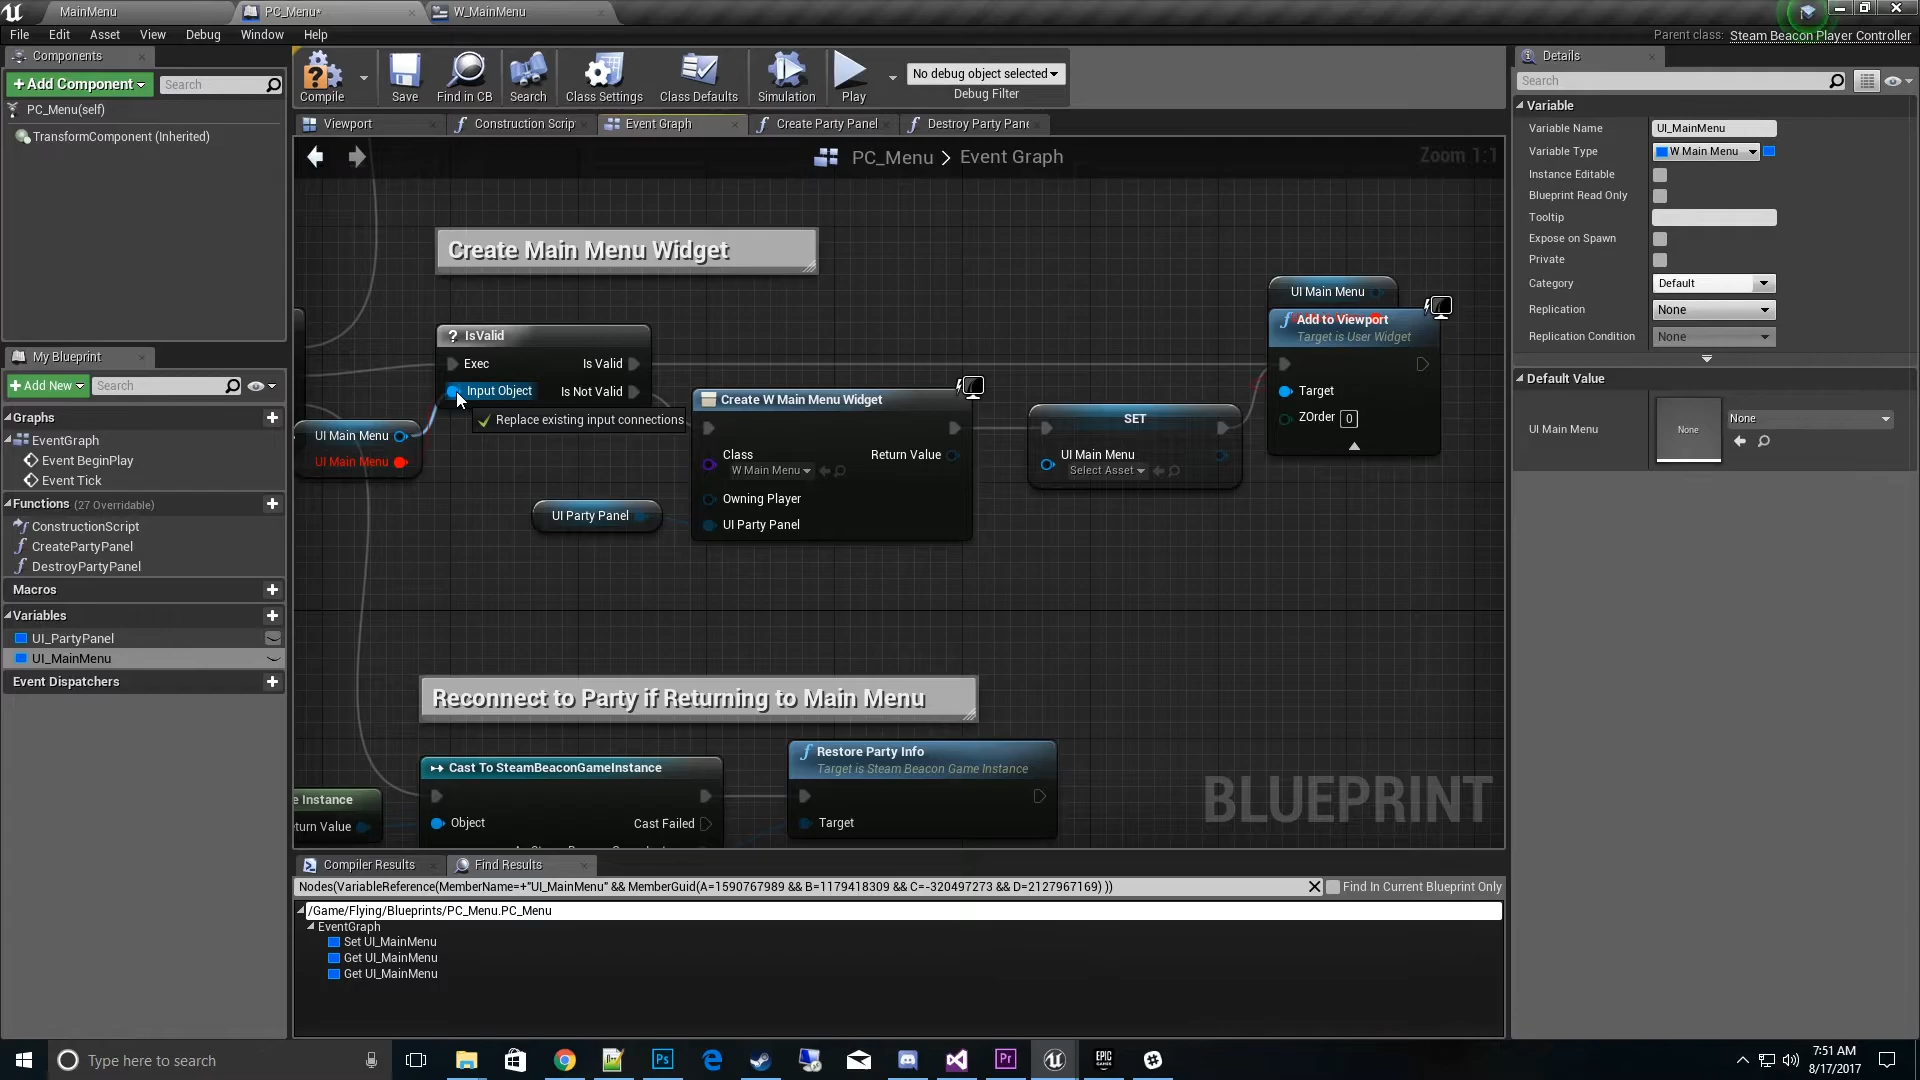 MainMenu
PC_Menu*
W_MainMenu
File Edit Asset View Debug Window Help
Parent class: Steam Beacon Player Controller
Components
+Add Component
Search
PC_Menu(self)
TransformComponent (Inherited)
Compile
Save
Find in CB
Search
Class Settings
Class Defaults
Simulation
Play
No debug object selected
Debug Filter
Viewport
Construction Scrip
Event Graph
Create Party Panel
Destroy Party Pane
PC_Menu > Event Graph
Zoom 1:1
Create Main Menu Widget
? IsValid
Exec
Is Valid
Input Object
Is Not Valid
Replace existing input connections
UI Main Menu
UI Main Menu
UI Party Panel
Create W Main Menu Widget
Class
W Main Menu
Return Value
Owning Player
UI Party Panel
SET
UI Main Menu
Select Asset
UI Main Menu
Add to Viewport
Target is User Widget
Target
ZOrder 0
Reconnect to Party if Returning to Main Menu
e Instance
turn Value
Cast To SteamBeaconGameInstance
Object
Cast Failed
Restore Party Info
Target is Steam Beacon Game Instance
Target
BLUEPRINT
My Blueprint
+Add New
Search
Graphs
EventGraph
Event BeginPlay
Event Tick
Functions (27 Overridable)
ConstructionScript
CreatePartyPanel
DestroyPartyPanel
Macros
Variables
UI_PartyPanel
UI_MainMenu
Event Dispatchers
Compiler Results
Find Results
Nodes(VariableReference(MemberName=+"UI_MainMenu" && MemberGuid(A=1590767989 && B=1179418309 && C=-320497273 && D=2127967169) ))
Find In Current Blueprint Only
/Game/Flying/Blueprints/PC_Menu.PC_Menu
EventGraph
Set UI_MainMenu
Get UI_MainMenu
Get UI_MainMenu
Details
Search
Variable
Variable Name UI_MainMenu
Variable Type W Main Menu
Instance Editable
Blueprint Read Only
Tooltip
Expose on Spawn
Private
Category Default
Replication None
Replication Condition None
Default Value
UI Main Menu None None
Type here to search
Ps
Pr
EPIC GAMES
7:51 AM
8/17/2017